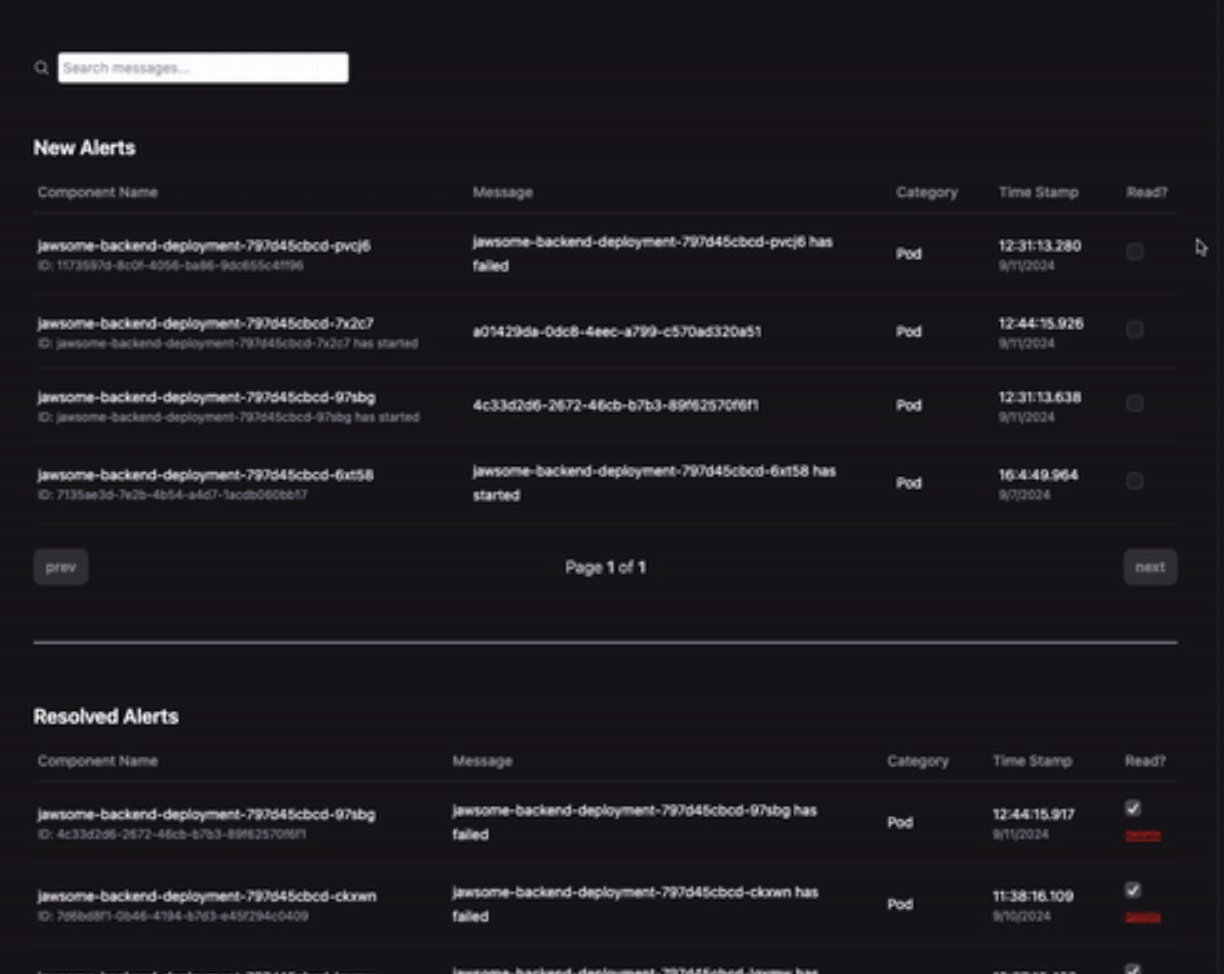 Search messages...
New Alerts
Component Name Message Category Time Stamp Read?
jawsome-backend-deployment-797d45cbcd-pvcj6
ID: 1173597d-8c0f-4056-ba86-9dc655c4ff96
jawsome-backend-deployment-797d45cbcd-pvcj6 has
failed
Pod
12:31:13.280
9/11/2024
jawsome-backend-deployment-797d45cbcd-7x2c7
ID: jawsome-backend-deployment-797d45cbcd-7x2c7 has started
a01429da-0dc8-4eec-a799-c570ad320a51
Pod
12:44:15.926
9/11/2024
jawsome-backend-deployment-797d45cbcd-97sbg
ID: jawsome-backend-deployment-797d45cbcd-97sbg has started
4c33d2d6-2672-46cb-b7b3-89f62570f6f1
Pod
12:31:13.638
9/11/2024
jawsome-backend-deployment-797d45cbcd-6xt58
ID: 7135ae3d-7e2b-4b54-a4d7-1acdb060bb17
jawsome-backend-deployment-797d45cbcd-6xt58 has
started
Pod
16:4:49.964
9/7/2024
prev
Page 1 of 1
next
Resolved Alerts
Component Name Message Category Time Stamp Read?
jawsome-backend-deployment-797d45cbcd-97sbg
ID: 4c33d2d6-2672-46cb-b7b3-89f62570f6f1
jawsome-backend-deployment-797d45cbcd-97sbg has
failed
Pod
12:44:15.917
9/11/2024
jawsome-backend-deployment-797d45cbcd-ckxwn
ID: 7d6bd8f1-0b46-4194-b7d3-e45f294c0409
jawsome-backend-deployment-797d45cbcd-ckxwn has
failed
Pod
11:38:16.109
9/10/2024